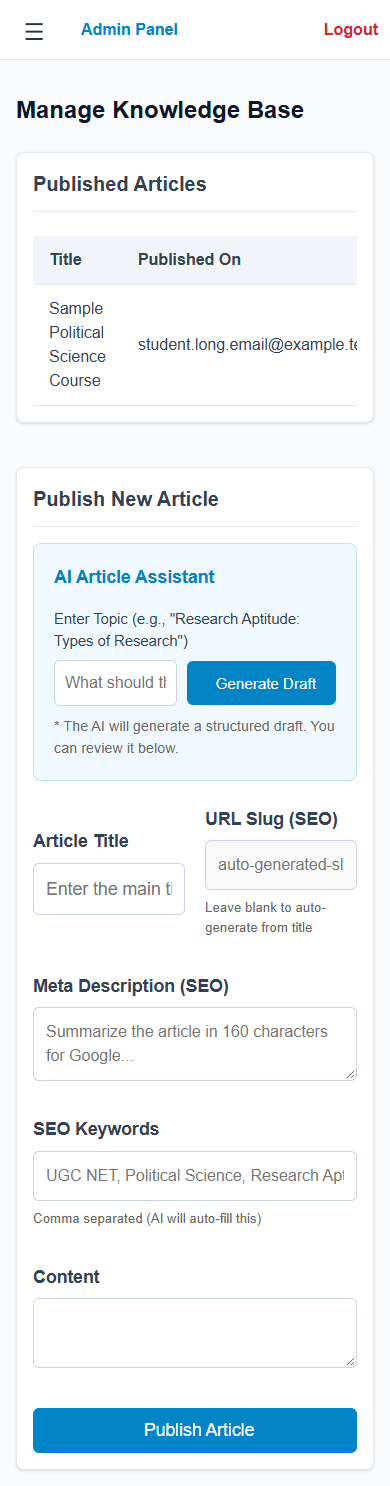 ☰ Admin Panel Logout
Manage Knowledge Base
Published Articles
Title Published On
Sample
Political
Science
Course
student.long.email@example.te
Publish New Article
AI Article Assistant
Enter Topic (e.g., "Research Aptitude:
Types of Research")
What should th
Generate Draft
* The AI will generate a structured draft. You
can review it below.
Article Title
Enter the main ti
URL Slug (SEO)
auto-generated-sl
Leave blank to auto-
generate from title
Meta Description (SEO)
Summarize the article in 160 characters
for Google...
SEO Keywords
UGC NET, Political Science, Research Apt
Comma separated (AI will auto-fill this)
Content
Publish Article